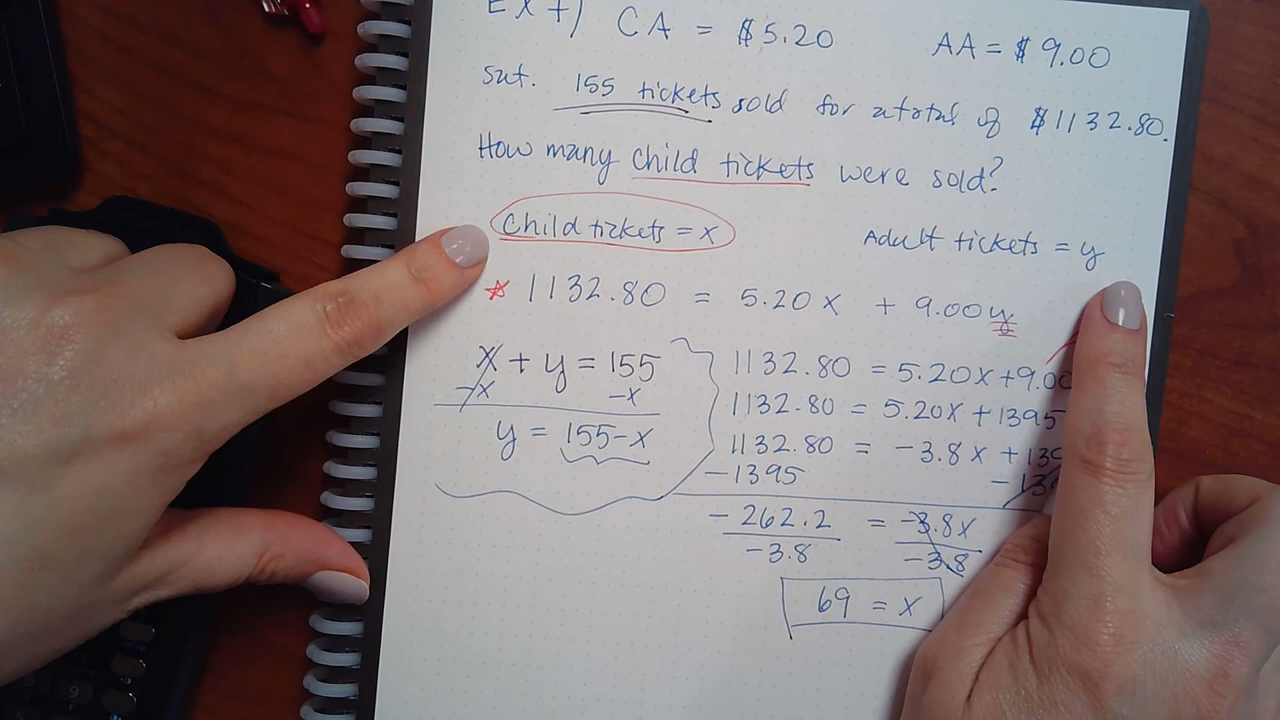 Ex+) CA = $5.20 AA = $9.00
Sat. 155 tickets sold for a total of $1132.80.
How many child tickets were sold?
Child tickets = x Adult tickets = y
* 1132.80 = 5.20x + 9.00y
x + y = 155
-x -x
y = 155-x
1132.80 = 5.20x+9.00
1132.80 = 5.20x+1395
1132.80 = -3.8x +139
-1395 -139
-262.2 = -3.8x
-3.8 -3.8
69 = x
9